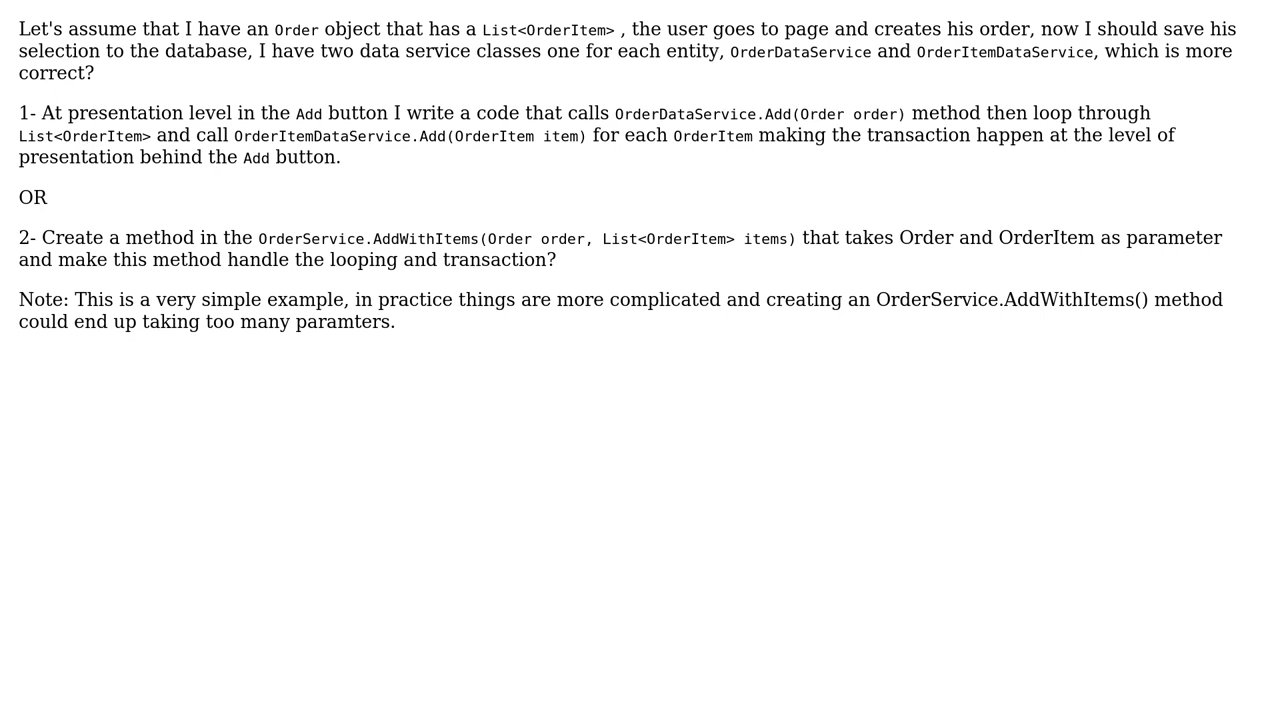 Let's assume that I have an Order object that has a List<OrderItem> , the user goes to page and creates his order, now I should save his
selection to the database, I have two data service classes one for each entity, OrderDataService and OrderItemDataService, which is more
correct?
1- At presentation level in the Add button I write a code that calls OrderDataService.Add(Order order) method then loop through
List<OrderItem> and call OrderItemDataService.Add(OrderItem item) for each OrderItem making the transaction happen at the level of
presentation behind the Add button.
OR
2- Create a method in the OrderService.AddWithItems(Order order, List<OrderItem> items) that takes Order and OrderItem as parameter
and make this method handle the looping and transaction?
Note: This is a very simple example, in practice things are more complicated and creating an OrderService.AddWithItems() method
could end up taking too many paramters.